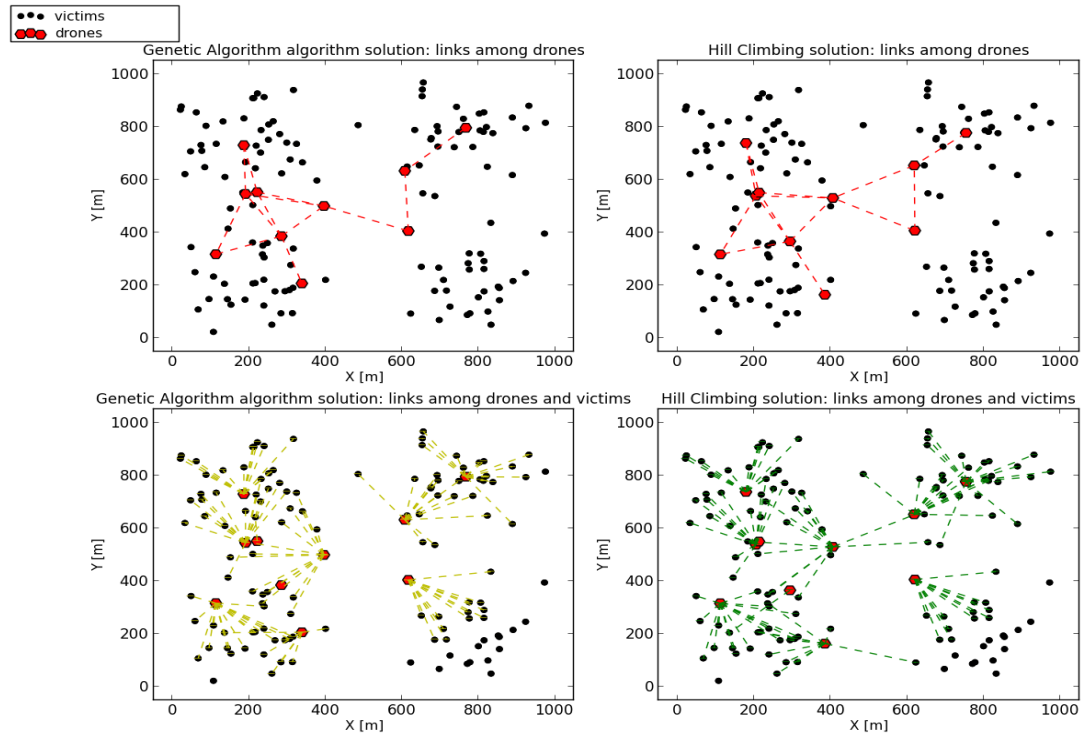 victims
drones
Genetic Algorithm algorithm solution: links among drones
Hill Climbing solution: links among drones
1000
800
600
400
200
0
Y [m]
0 200 400 600 800 1000
X [m]
1000
800
600
400
200
0
Y [m]
0 200 400 600 800 1000
X [m]
Genetic Algorithm algorithm solution: links among drones and victims
Hill Climbing solution: links among drones and victims
1000
800
600
400
200
0
Y [m]
0 200 400 600 800 1000
X [m]
1000
800
600
400
200
0
Y [m]
0 200 400 600 800 1000
X [m]